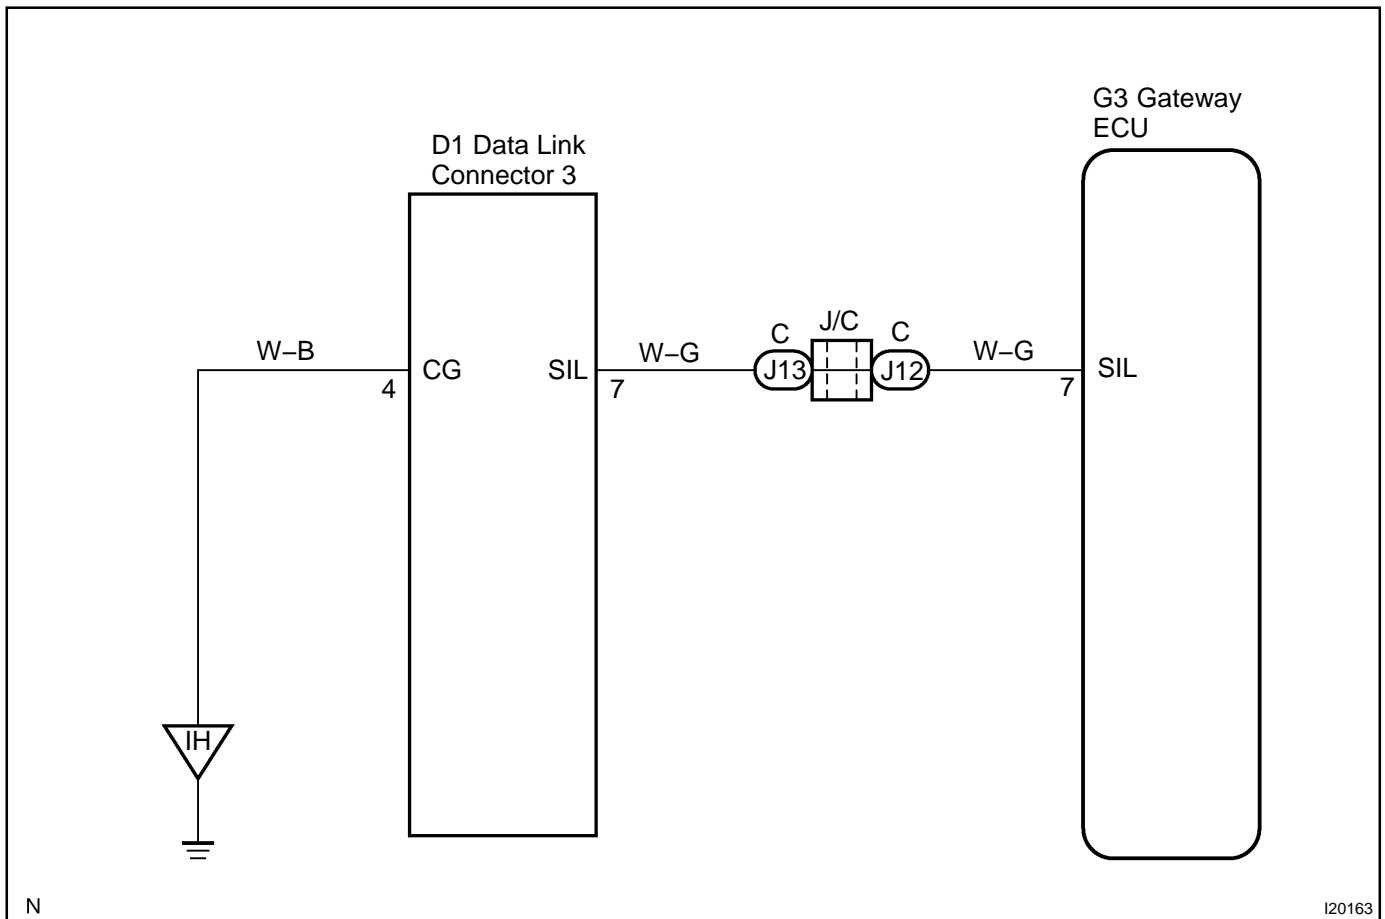 G3 Gateway
ECU
D1 Data Link
Connector 3
W–B
4
CG
SIL
7
W–G
C
J13
J/C
C
J12
W–G
7
SIL
IH
N
I20163